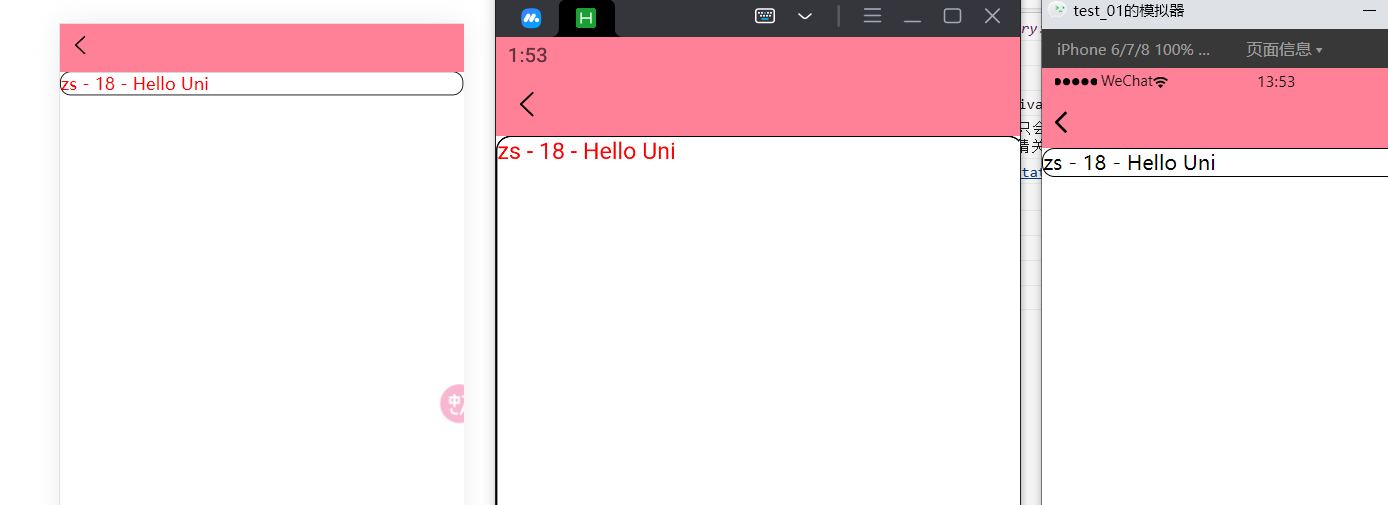 zs - 18 - Hello Uni
中
1:53
zs - 18 - Hello Uni
ry.
iva
只会
请关
tat
test_01的模拟器
iPhone 6/7/8 100% ... 页面信息
WeChat 13:53
zs - 18 - Hello Uni